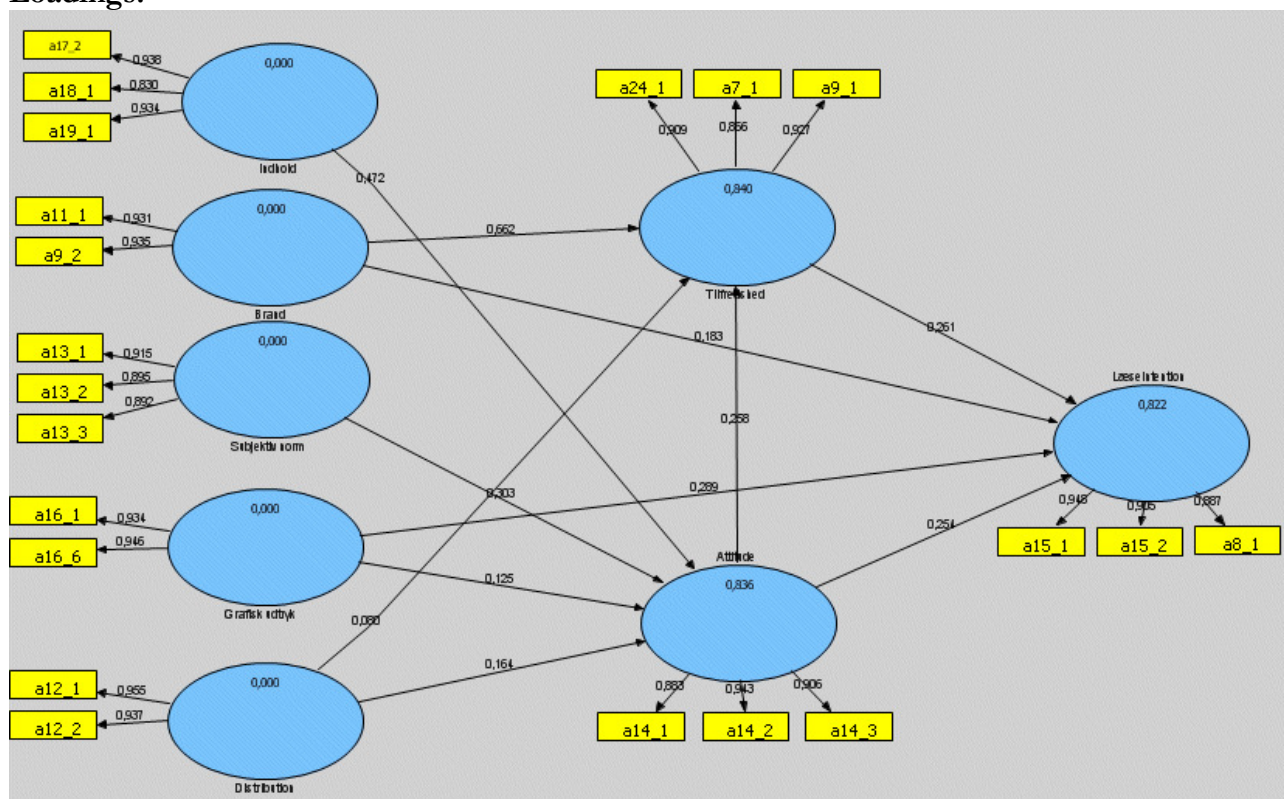 Loadings:
a17_2
0,938
a18_1
0,830
a19_1
0,934
0,000
Indhold
0,472
a11_1
0,931
a9_2
0,935
0,000
Brand
0,662
0,183
a13_1
0,915
a13_2
0,895
a13_3
0,892
0,000
Subjektiv norm
0,303
a16_1
0,934
a16_6
0,946
0,000
Grafisk udtryk
0,289
0,125
a12_1
0,955
a12_2
0,937
0,000
Distribution
0,080
0,164
a24_1
a7_1
a9_1
0,909
0,866
0,927
0,840
Tilfredshed
0,261
0,258
Attitude
0,836
0,254
0,883
0,943
0,906
a14_1
a14_2
a14_3
Læse Intention
0,822
0,948
0,905
0,887
a15_1
a15_2
a8_1